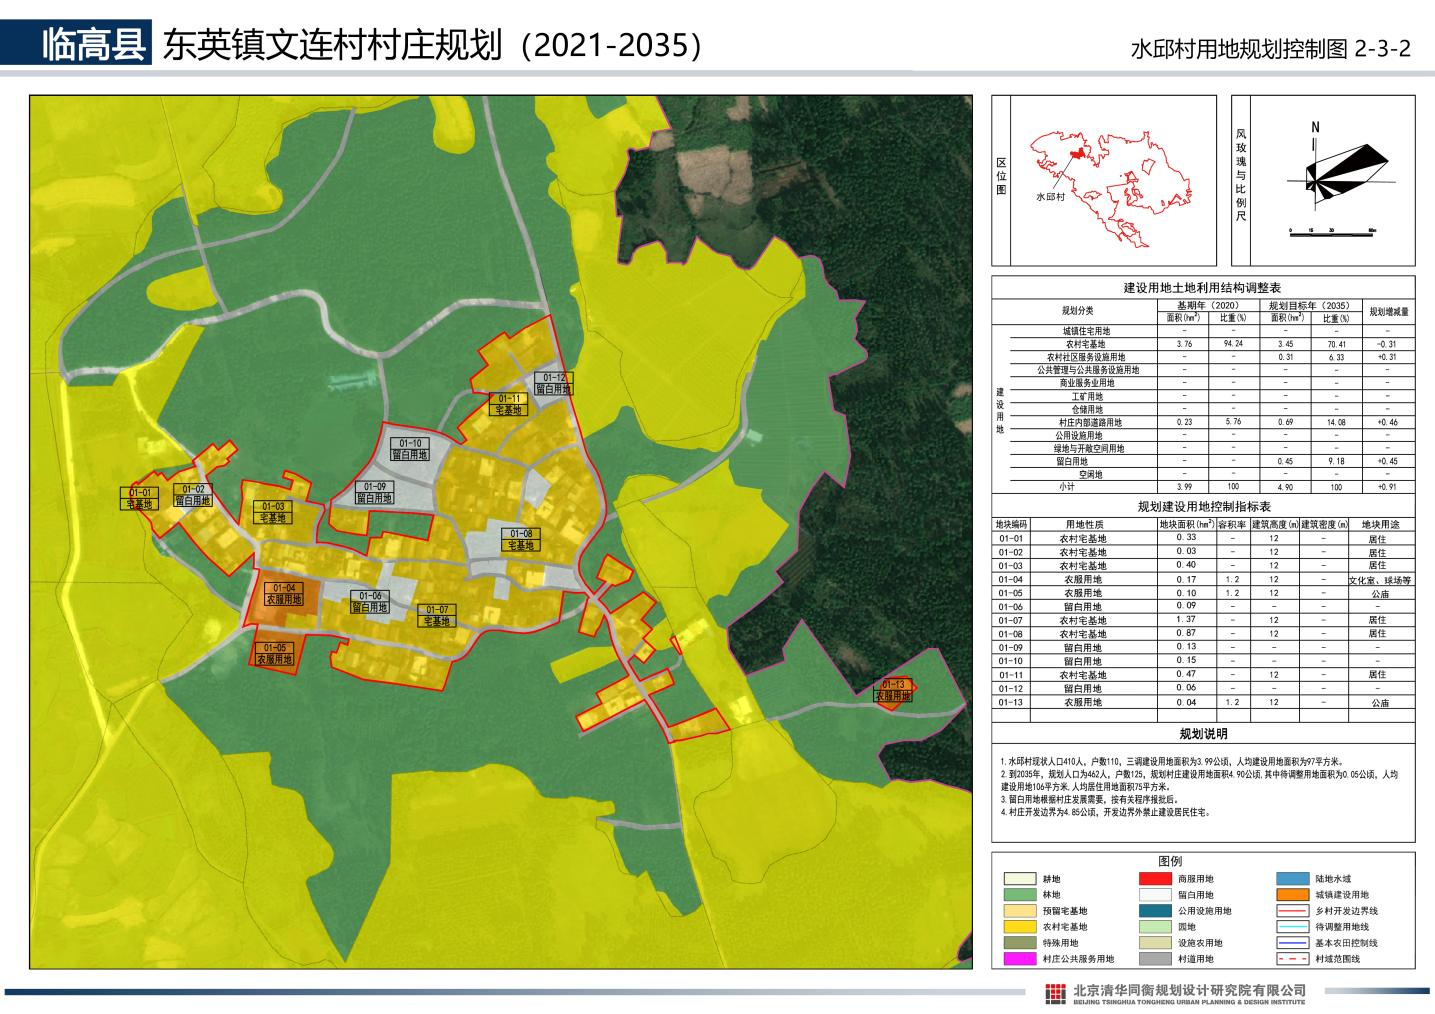 临高县 东英镇文连村村庄规划（2021-2035）
水邱村用地规划控制图 2-3-2
01-12
留白用地
01-11
宅基地
01-10
留白用地
01-09
留白用地
01-01
宅基地
01-02
留白用地
01-03
宅基地
01-08
宅基地
01-04
农服用地
01-06
留白用地
01-07
宅基地
01-05
农服用地
01-13
农服用地
区位图
水邱村
风玫瑰与比例尺
N
0 15 30 60m
建设用地土地利用结构调整表
规划分类 基期年（2020） 规划目标年（2035） 规划增减量
面积(hm²) 比重(%) 面积(hm²) 比重(%)
建设用地
城镇住宅用地 - - - - -
农村宅基地 3.76 94.24 3.45 70.41 -0.31
农村社区服务设施用地 - - 0.31 6.33 +0.31
公共管理与公共服务设施用地 - - - - -
商业服务业用地 - - - - -
工矿用地 - - - - -
仓储用地 - - - - -
村庄内部道路用地 0.23 5.76 0.69 14.08 +0.46
公用设施用地 - - - - -
绿地与开敞空间用地 - - - - -
留白用地 - - 0.45 9.18 +0.45
空闲地 - - - - -
小计 3.99 100 4.90 100 +0.91
规划建设用地控制指标表
地块编码 用地性质 地块面积(hm²) 容积率 建筑高度(m) 建筑密度(m) 地块用途
01-01 农村宅基地 0.33 - 12 - 居住
01-02 农村宅基地 0.03 - 12 - 居住
01-03 农村宅基地 0.40 - 12 - 居住
01-04 农服用地 0.17 1.2 12 - 文化室、球场等
01-05 农服用地 0.10 1.2 12 - 公庙
01-06 留白用地 0.09 - - - -
01-07 农村宅基地 1.37 - 12 - 居住
01-08 农村宅基地 0.87 - 12 - 居住
01-09 留白用地 0.13 - - - -
01-10 留白用地 0.15 - - - -
01-11 农村宅基地 0.47 - 12 - 居住
01-12 留白用地 0.06 - - - -
01-13 农服用地 0.04 1.2 12 - 公庙
规划说明
1. 水邱村现状人口410人，户数110，三调建设用地面积为3.99公顷，人均建设用地面积为97平方米。
2. 到2035年，规划人口为462人，户数125，规划村庄建设用地面积4.90公顷,其中待调整用地面积为0.05公顷，人均
建设用地106平方米.人均居住用地面积75平方米。
3. 留白用地根据村庄发展需要，按有关程序报批后。
4. 村庄开发边界为4.85公顷，开发边界外禁止建设居民住宅。
图例
耕地 商服用地 陆地水域
林地 留白用地 城镇建设用地
预留宅基地 公用设施用地 乡村开发边界线
农村宅基地 园地 待调整用地线
特殊用地 设施农用地 基本农田控制线
村庄公共服务用地 村道用地 村域范围线
北京清华同衡规划设计研究院有限公司
BEIJING TSINGHUA TONGHENG URBAN PLANNING & DESIGN INSTITUTE